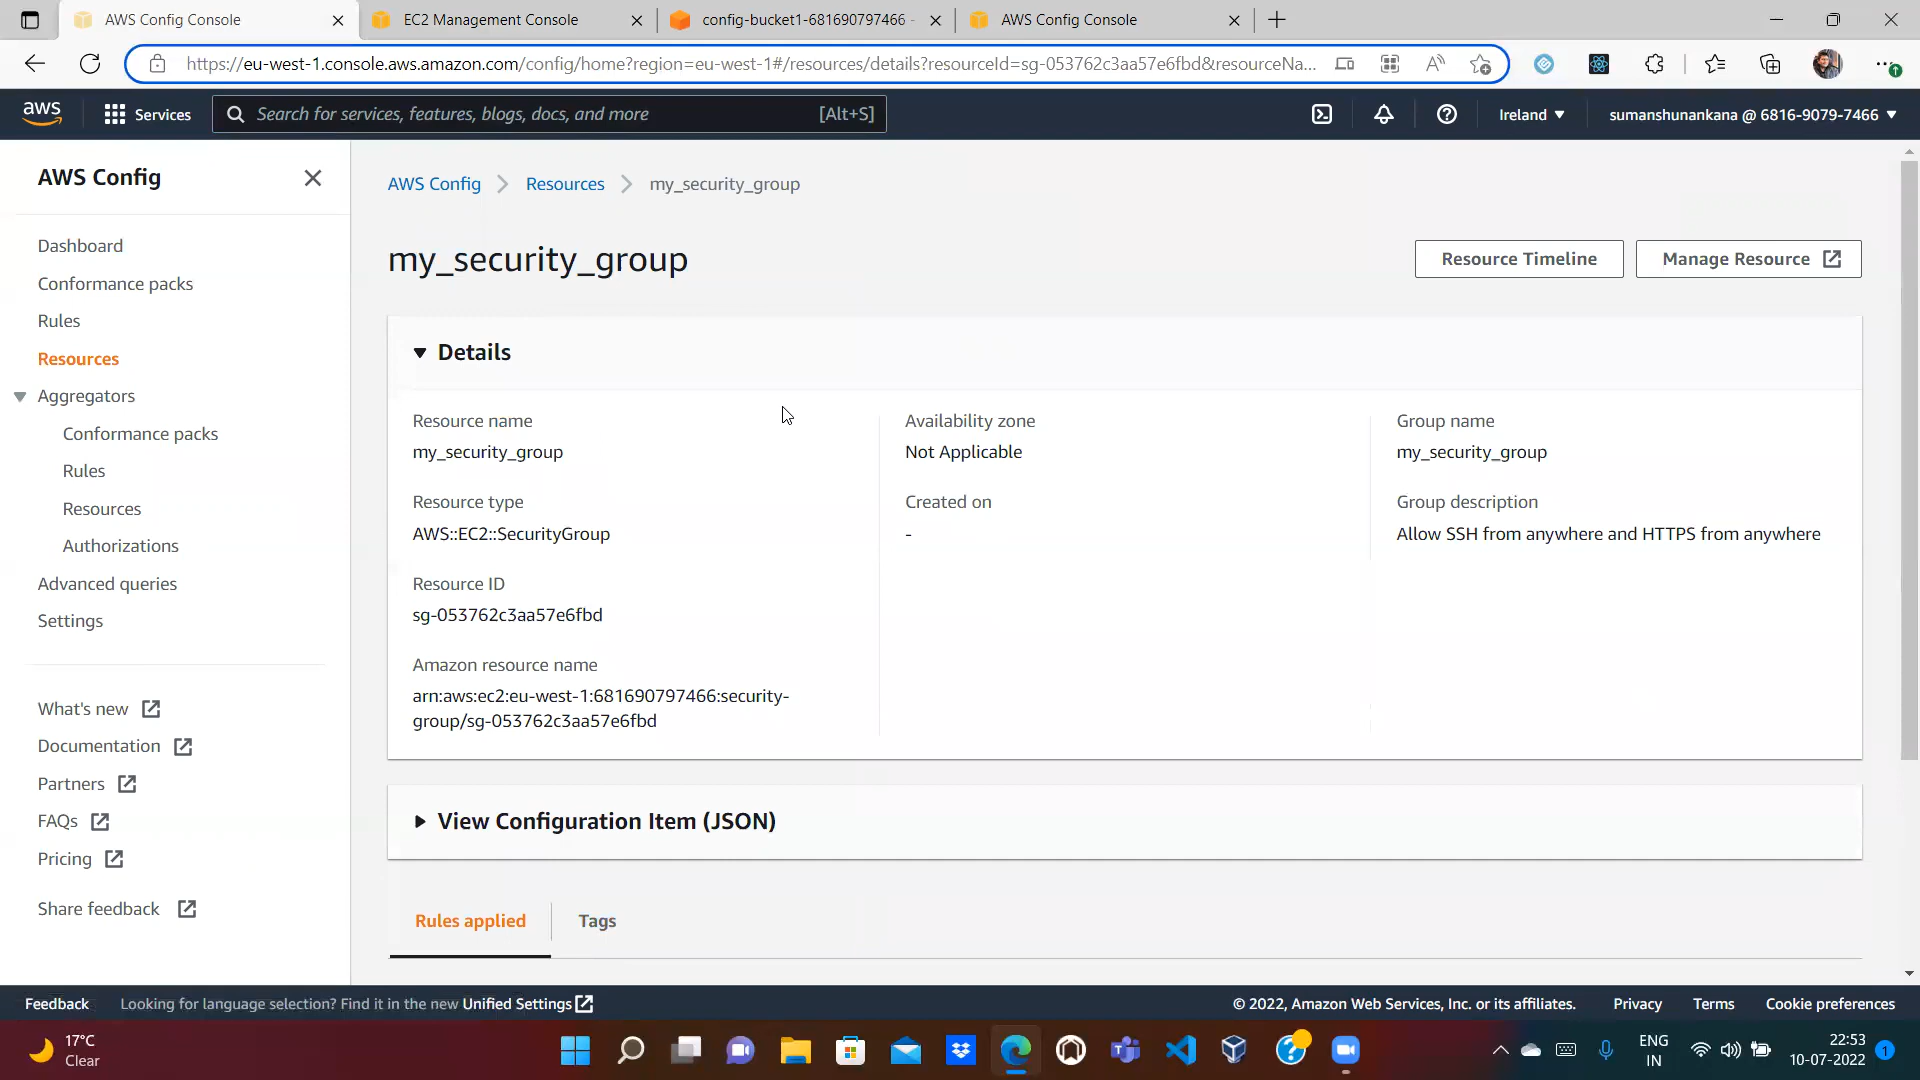 AWS Config Console
EC2 Management Console
config-bucket1-681690797466 -
AWS Config Console
https://eu-west-1.console.aws.amazon.com/config/home?region=eu-west-1#/resources/details?resourceId=sg-053762c3aa57e6fbd&resourceNa...
aws
Services
Search for services, features, blogs, docs, and more
[Alt+S]
Ireland ▼
sumanshunankana @ 6816-9079-7466 ▼
AWS Config
Dashboard
Conformance packs
Rules
Resources
Aggregators
Conformance packs
Rules
Resources
Authorizations
Advanced queries
Settings
What's new
Documentation
Partners
FAQs
Pricing
Share feedback
AWS Config > Resources > my_security_group
my_security_group
Resource Timeline
Manage Resource
Details
Resource name
my_security_group
Resource type
AWS::EC2::SecurityGroup
Resource ID
sg-053762c3aa57e6fbd
Amazon resource name
arn:aws:ec2:eu-west-1:681690797466:security-
group/sg-053762c3aa57e6fbd
Availability zone
Not Applicable
Created on
-
Group name
my_security_group
Group description
Allow SSH from anywhere and HTTPS from anywhere
View Configuration Item (JSON)
Rules applied
Tags
Feedback
Looking for language selection? Find it in the new Unified Settings
© 2022, Amazon Web Services, Inc. or its affiliates.
Privacy
Terms
Cookie preferences
17°C
Clear
ENG
IN
22:53
10-07-2022
1